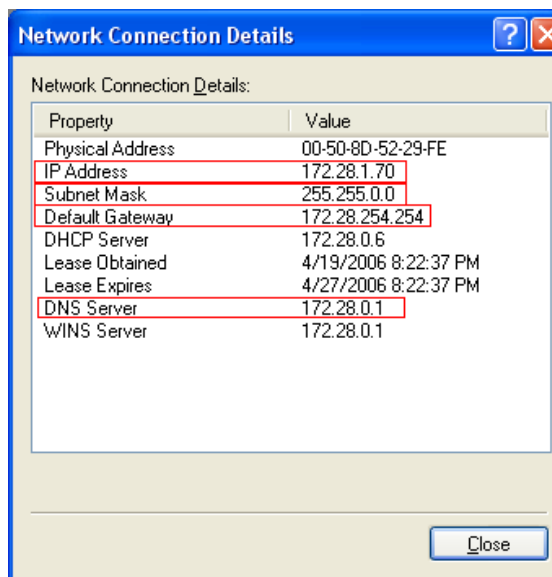 Network Connection Details
Network Connection Details:
Property Value
Physical Address 00-50-8D-52-29-FE
IP Address 172.28.1.70
Subnet Mask 255.255.0.0
Default Gateway 172.28.254.254
DHCP Server 172.28.0.6
Lease Obtained 4/19/2006 8:22:37 PM
Lease Expires 4/27/2006 8:22:37 PM
DNS Server 172.28.0.1
WINS Server 172.28.0.1
Close